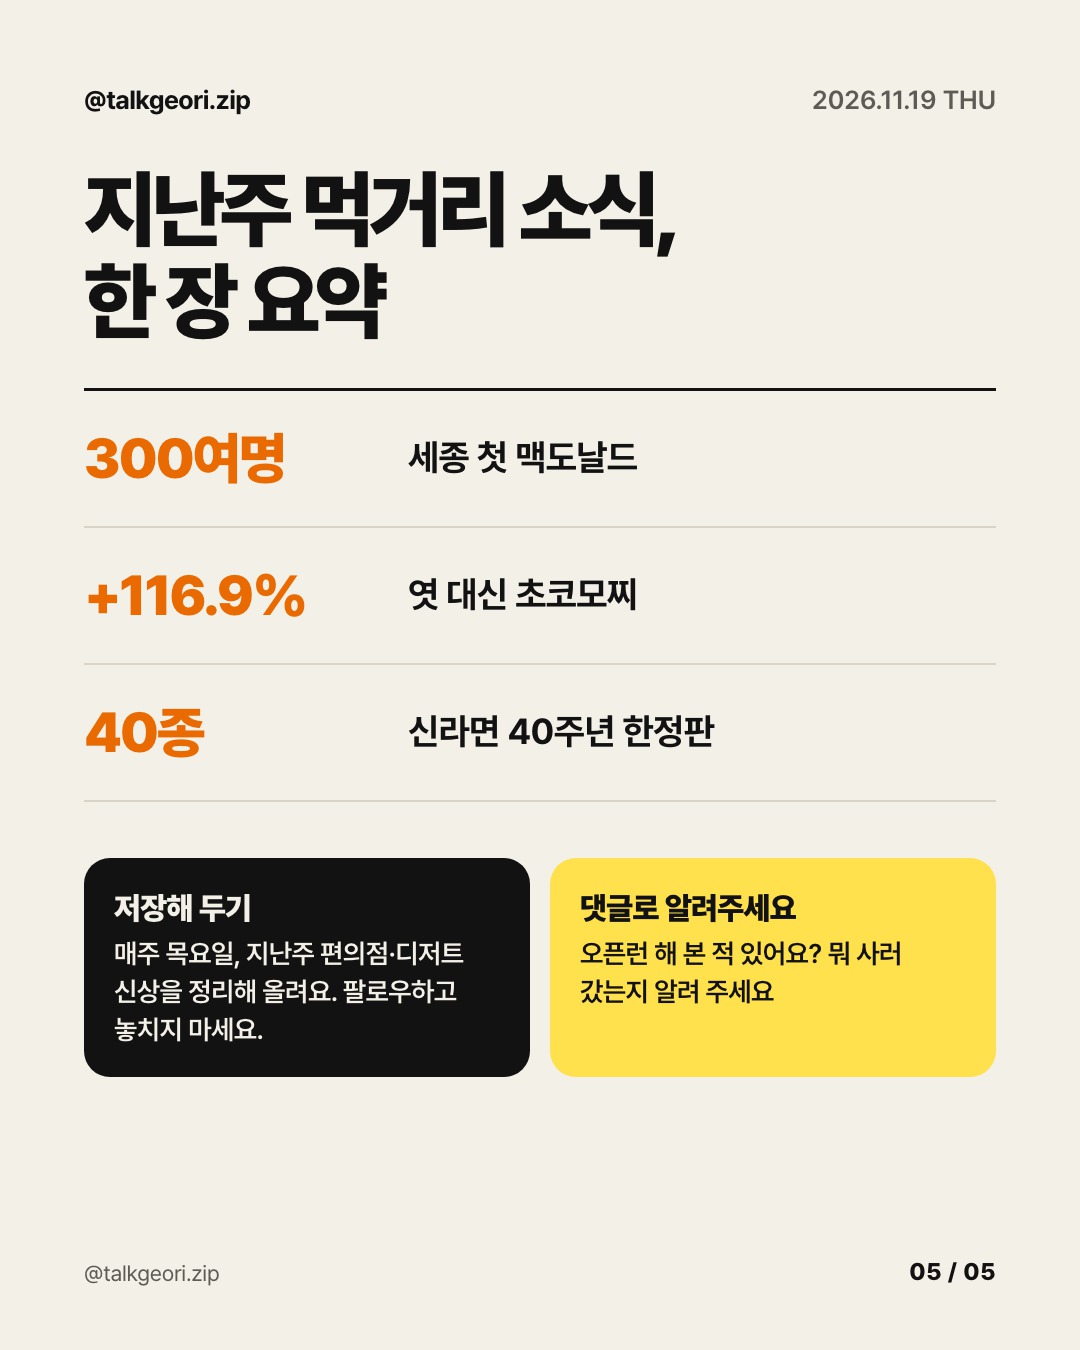 @talkgeori.zip
2026.11.19 THU
지난주 먹거리 소식,
한 장 요약
300여명
세종 첫 맥도날드
+116.9%
엿 대신 초코모찌
40종
신라면 40주년 한정판
저장해 두기
매주 목요일, 지난주 편의점·디저트
신상을 정리해 올려요. 팔로우하고
놓치지 마세요.
댓글로 알려주세요
오픈런 해 본 적 있어요? 뭐 사러
갔는지 알려 주세요
@talkgeori.zip
05 / 05